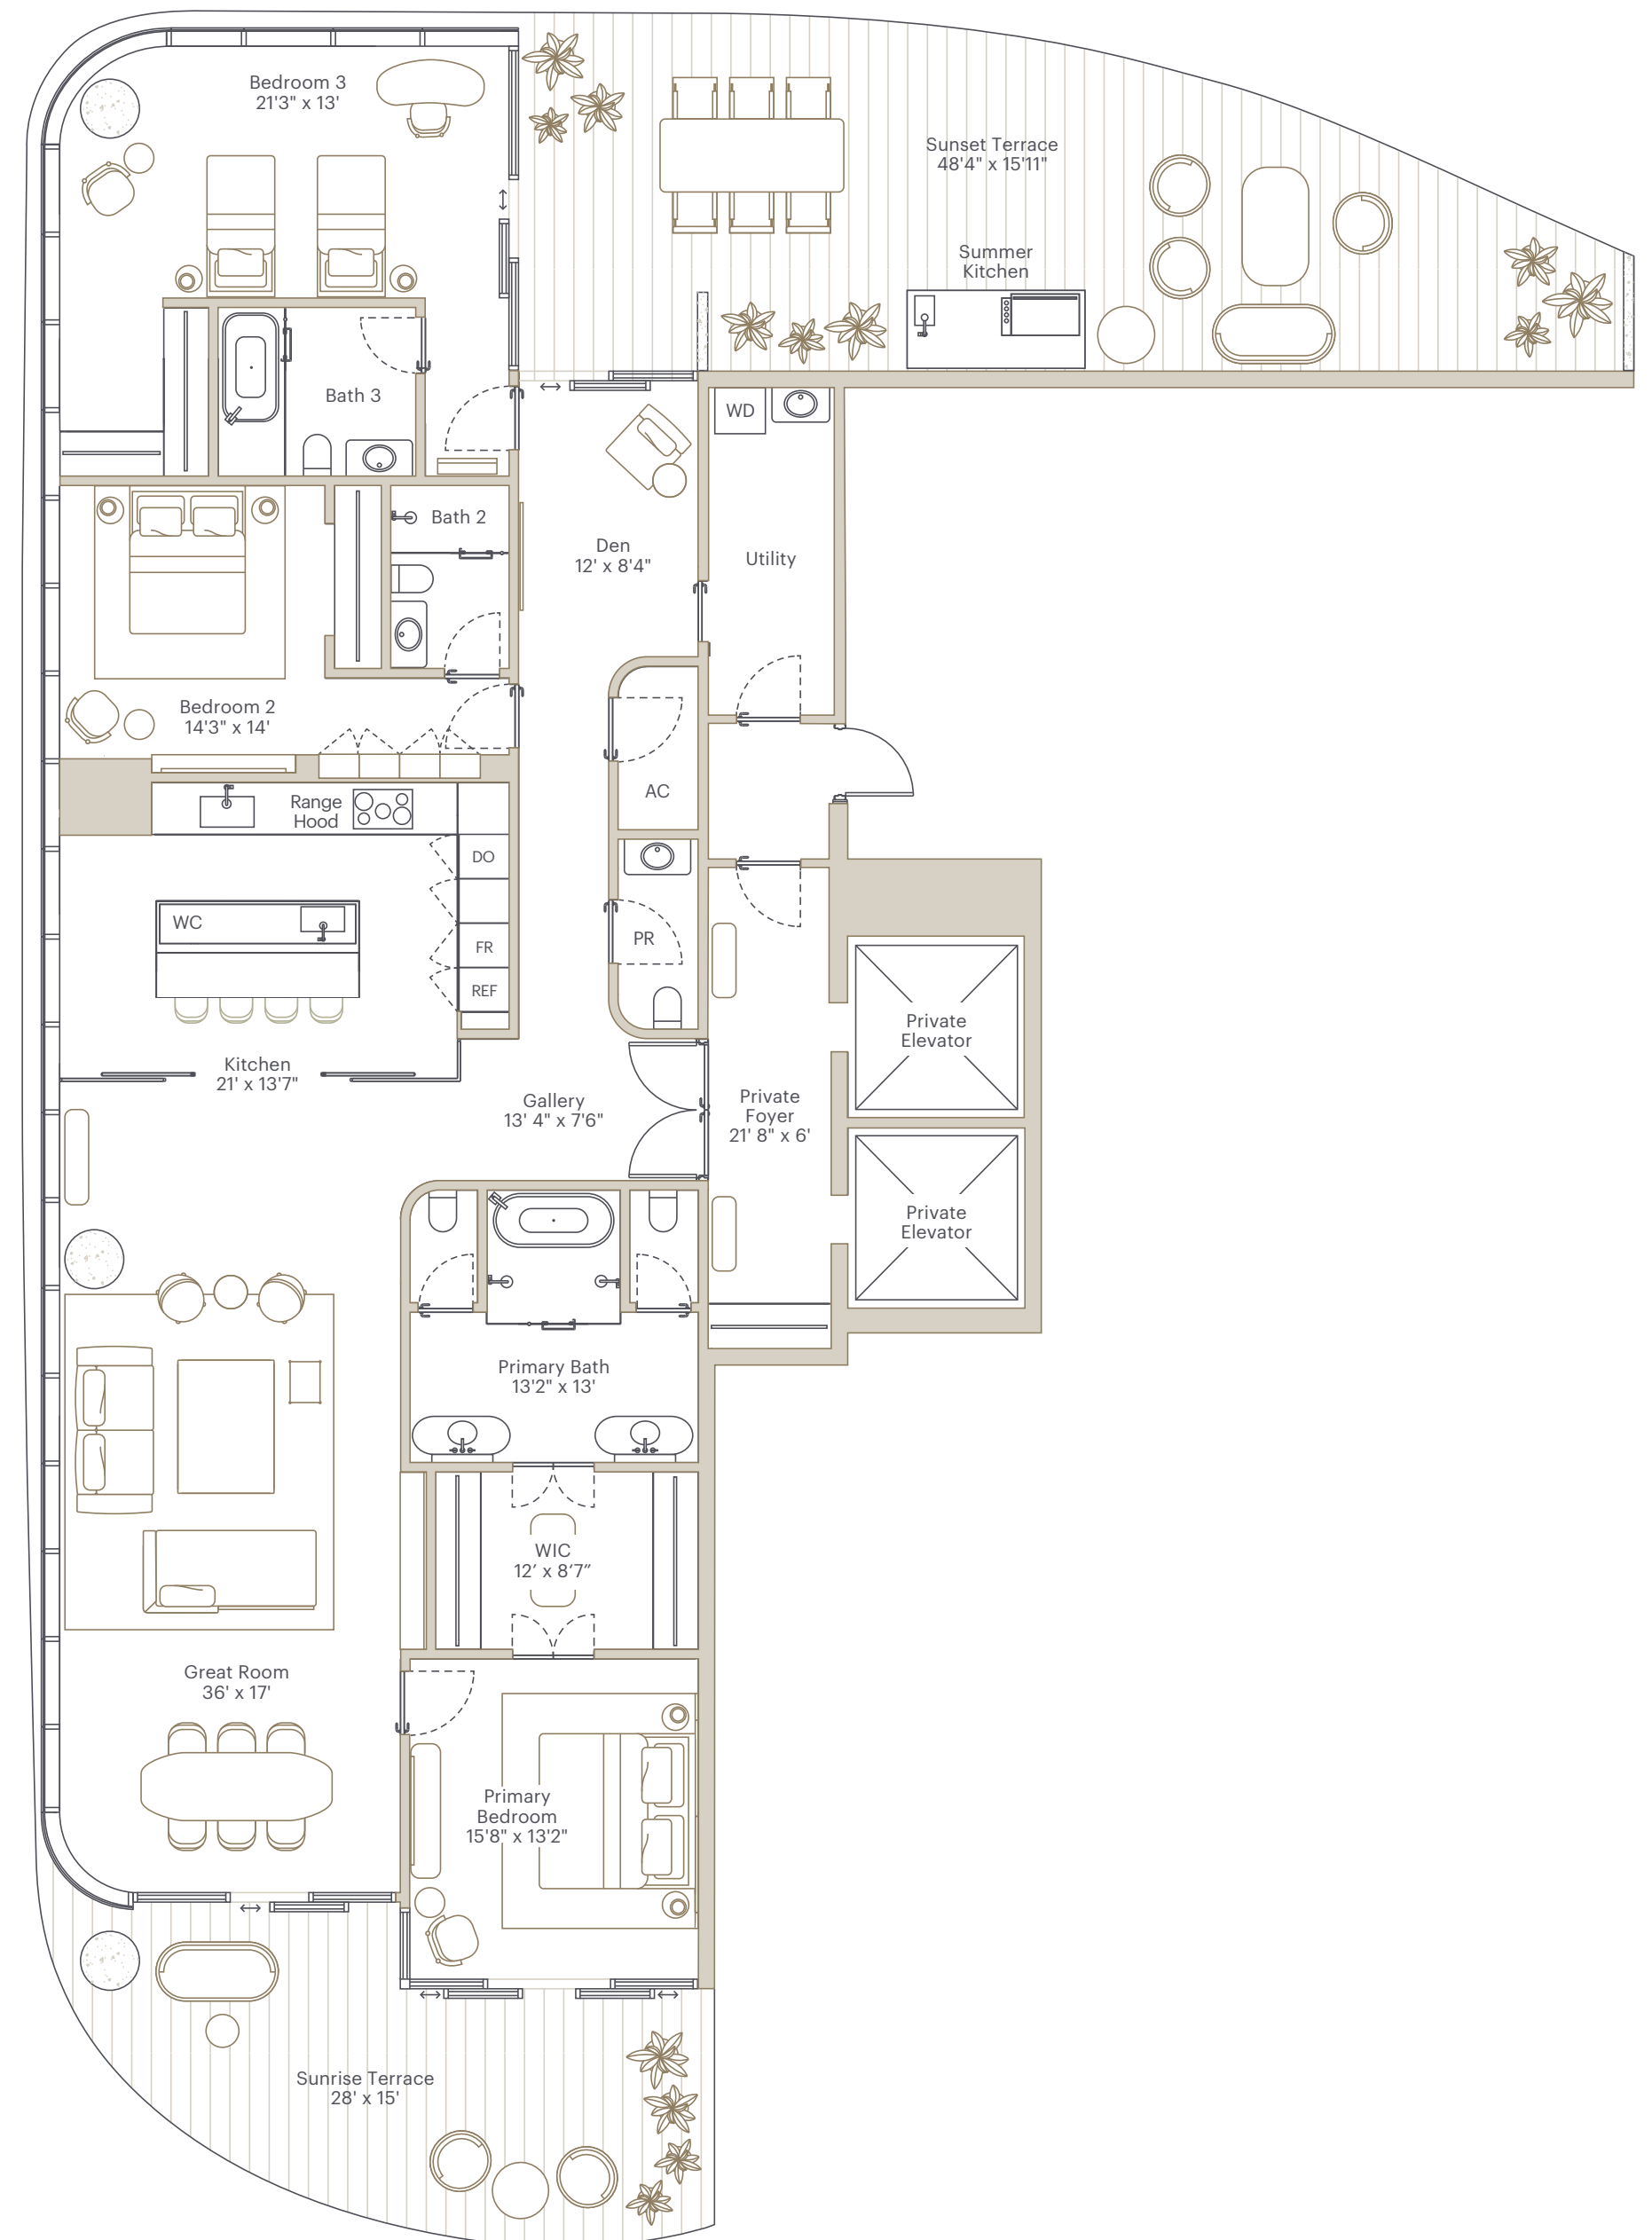 Bedroom 3
21'3" x 13'
Sunset Terrace
48'4" x 15'11"
Summer
Kitchen
Bath 3
WD
Bath 2
Den
12' x 8'4"
Utility
Bedroom 2
14'3" x 14'
Range
Hood
AC
DO
WC
FR
PR
REF
Private
Elevator
Kitchen
21' x 13'7"
Gallery
13' 4" x 7'6"
Private
Foyer
21' 8" x 6'
Private
Elevator
Primary Bath
13'2" x 13'
WIC
12′ x 8‘7”
Great Room
36' x 17'
Primary
Bedroom
15'8" x 13'2"
Sunrise Terrace
28' x 15'